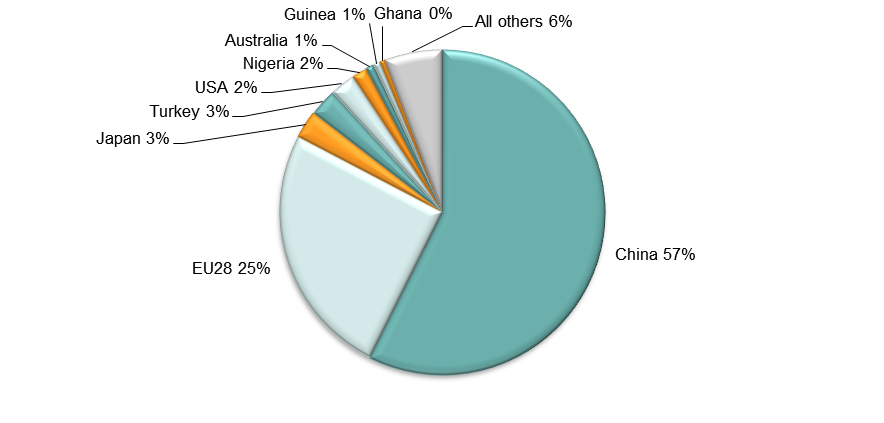 Guinea 1%
Ghana 0%
All others 6%
Australia 1%
Nigeria 2%
USA 2%
Turkey 3%
Japan 3%
China 57%
EU28 25%